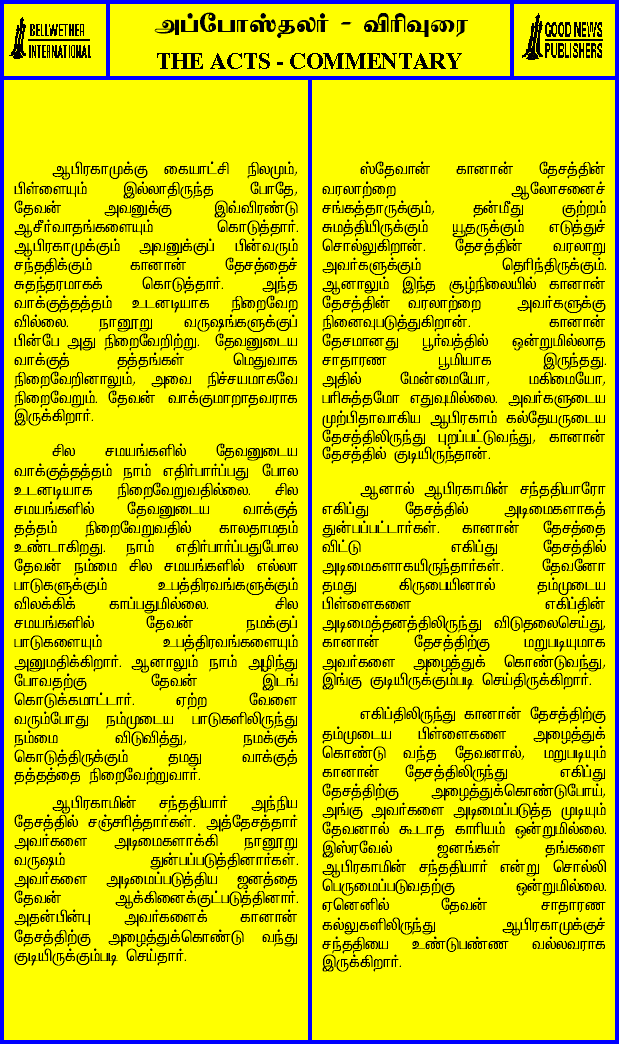 BELLWETHER
INTERNATIONAL
அப்போஸ்தலர் - விரிவுரை
THE ACTS - COMMENTARY
GOOD NEWS
PUBLISHERS
ஆபிரகாமுக்கு கையாட்சி நிலமும்,
பிள்ளையும் இல்லாதிருந்த போதே,
தேவன் அவனுக்கு இவ்விரண்டு
ஆசீர்வாதங்களையும் கொடுத்தார்.
ஆபிரகாமுக்கும் அவனுக்குப் பின்வரும்
சந்ததிக்கும் கானான் தேசத்தைச்
சுதந்தரமாகக் கொடுத்தார். அந்த
வாக்குத்தத்தம் உடனடியாக நிறைவேற
வில்லை. நானூறு வருஷங்களுக்குப்
பின்பே அது நிறைவேறிற்று. தேவனுடைய
வாக்குத் தத்தங்கள் மெதுவாக
நிறைவேறினாலும், அவை நிச்சயமாகவே
நிறைவேறும். தேவன் வாக்குமாறாதவராக
இருக்கிறார்.
சில சமயங்களில் தேவனுடைய
வாக்குத்தத்தம் நாம் எதிர்பார்ப்பது போல
உடனடியாக நிறைவேறுவதில்லை. சில
சமயங்களில் தேவனுடைய வாக்குத்
தத்தம் நிறைவேறுவதில் காலதாமதம்
உண்டாகிறது. நாம் எதிர்பார்ப்பதுபோல
தேவன் நம்மை சில சமயங்களில் எல்லா
பாடுகளுக்கும் உபத்திரவங்களுக்கும்
விலக்கிக் காப்பதுமில்லை. சில
சமயங்களில் தேவன் நமக்குப்
பாடுகளையும் உபத்திரவங்களையும்
அனுமதிக்கிறார். ஆனாலும் நாம் அழிந்து
போவதற்கு தேவன் இடங்
கொடுக்கமாட்டார். ஏற்ற வேளை
வரும்போது நம்முடைய பாடுகளிலிருந்து
நம்மை விடுவித்து, நமக்குக்
கொடுத்திருக்கும் தமது வாக்குத்
தத்தத்தை நிறைவேற்றுவார்.
ஆபிரகாமின் சந்ததியார் அந்நிய
தேசத்தில் சஞ்சரித்தார்கள். அத்தேசத்தார்
அவர்களை அடிமைகளாக்கி நானூறு
வருஷம் துன்பப்படுத்தினார்கள்.
அவர்களை அடிமைப்படுத்திய ஜனத்தை
தேவன் ஆக்கினைக்குட்படுத்தினார்.
அதன்பின்பு அவர்களைக் கானான்
தேசத்திற்கு அழைத்துக்கொண்டு வந்து
குடியிருக்கும்படி செய்தார்.
ஸ்தேவான் கானான் தேசத்தின்
வரலாற்றை ஆலோசனைச்
சங்கத்தாருக்கும், தன்மீது குற்றம்
சுமத்தியிருக்கும் யூதருக்கும் எடுத்துச்
சொல்லுகிறான். தேசத்தின் வரலாறு
அவர்களுக்கும் தெரிந்திருக்கும்.
ஆனாலும் இந்த சூழ்நிலையில் கானான்
தேசத்தின் வரலாற்றை அவர்களுக்கு
நினைவுபடுத்துகிறான். கானான்
தேசமானது பூர்வத்தில் ஒன்றுமில்லாத
சாதாரண பூமியாக இருந்தது.
அதில் மேன்மையோ, மகிமையோ,
பரிசுத்தமோ எதுவுமில்லை. அவர்களுடைய
முற்பிதாவாகிய ஆபிரகாம் கல்தேயருடைய
தேசத்திலிருந்து புறப்பட்டுவந்து, கானான்
தேசத்தில் குடியிருந்தான்.
ஆனால் ஆபிரகாமின் சந்ததியாரோ
எகிப்து தேசத்தில் அடிமைகளாகத்
துன்பப்பட்டார்கள். கானான் தேசத்தை
விட்டு எகிப்து தேசத்தில்
அடிமைகளாகயிருந்தார்கள். தேவனோ
தமது கிருபையினால் தம்முடைய
பிள்ளைகளை எகிப்தின்
அடிமைத்தனத்திலிருந்து விடுதலைசெய்து,
கானான் தேசத்திற்கு மறுபடியுமாக
அவர்களை அழைத்துக் கொண்டுவந்து,
இங்கு குடியிருக்கும்படி செய்திருக்கிறார்.
எகிப்திலிருந்து கானான் தேசத்திற்கு
தம்முடைய பிள்ளைகளை அழைத்துக்
கொண்டு வந்த தேவனால், மறுபடியும்
கானான் தேசத்திலிருந்து எகிப்து
தேசத்திற்கு அழைத்துக்கொண்டுபோய்,
அங்கு அவர்களை அடிமைப்படுத்த முடியும்
தேவனால் கூடாத காரியம் ஒன்றுமில்லை.
இஸ்ரவேல் ஜனங்கள் தங்களை
ஆபிரகாமின் சந்ததியார் என்று சொல்லி
பெருமைப்படுவதற்கு ஒன்றுமில்லை.
ஏனெனில் தேவன் சாதாரண
கல்லுகளிலிருந்து ஆபிரகாமுக்குச்
சந்ததியை உண்டுபண்ண வல்லவராக
இருக்கிறார்.